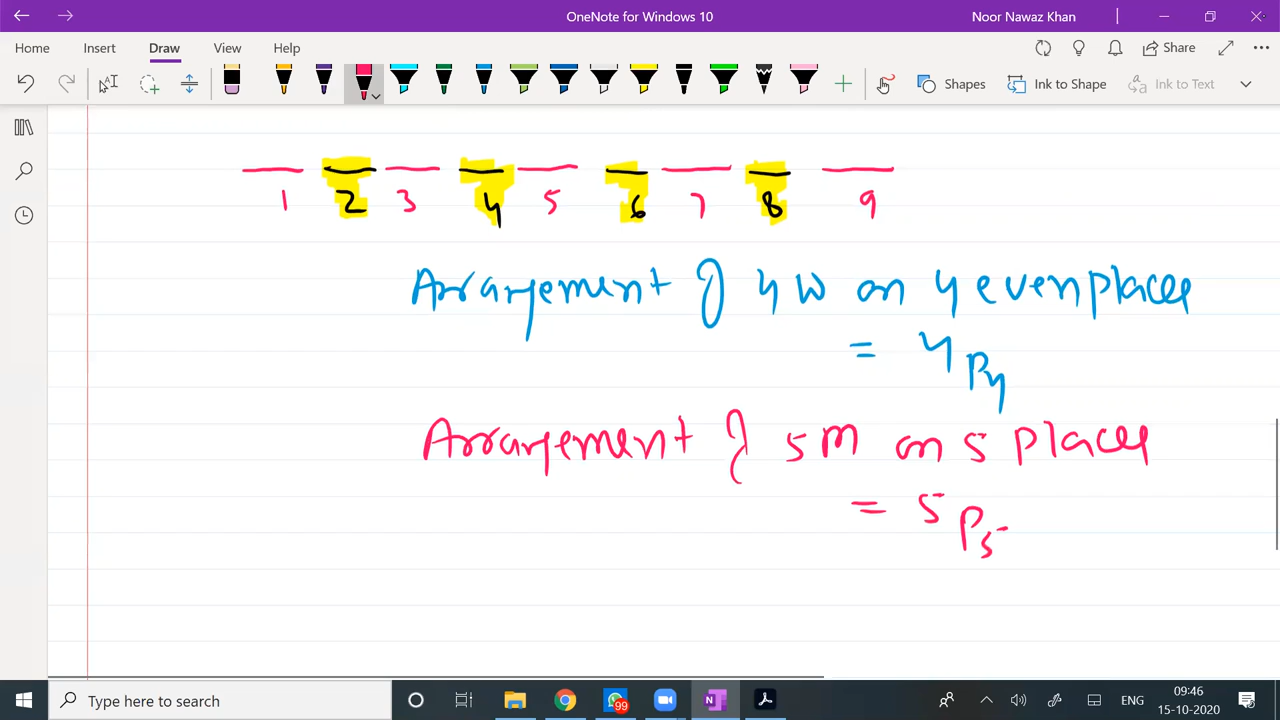 OneNote for Windows 10
Noor Nawaz Khan
Home Insert Draw View Help
Share
Shapes Ink to Shape Ink to Text
1 2 3 4 5 6 7 8 9
Arrangement of 4 W on 4 even places
= 4P4
Arrangement of 5 M on 5 places
= 5P5
Type here to search
99
ENG
09:46
15-10-2020